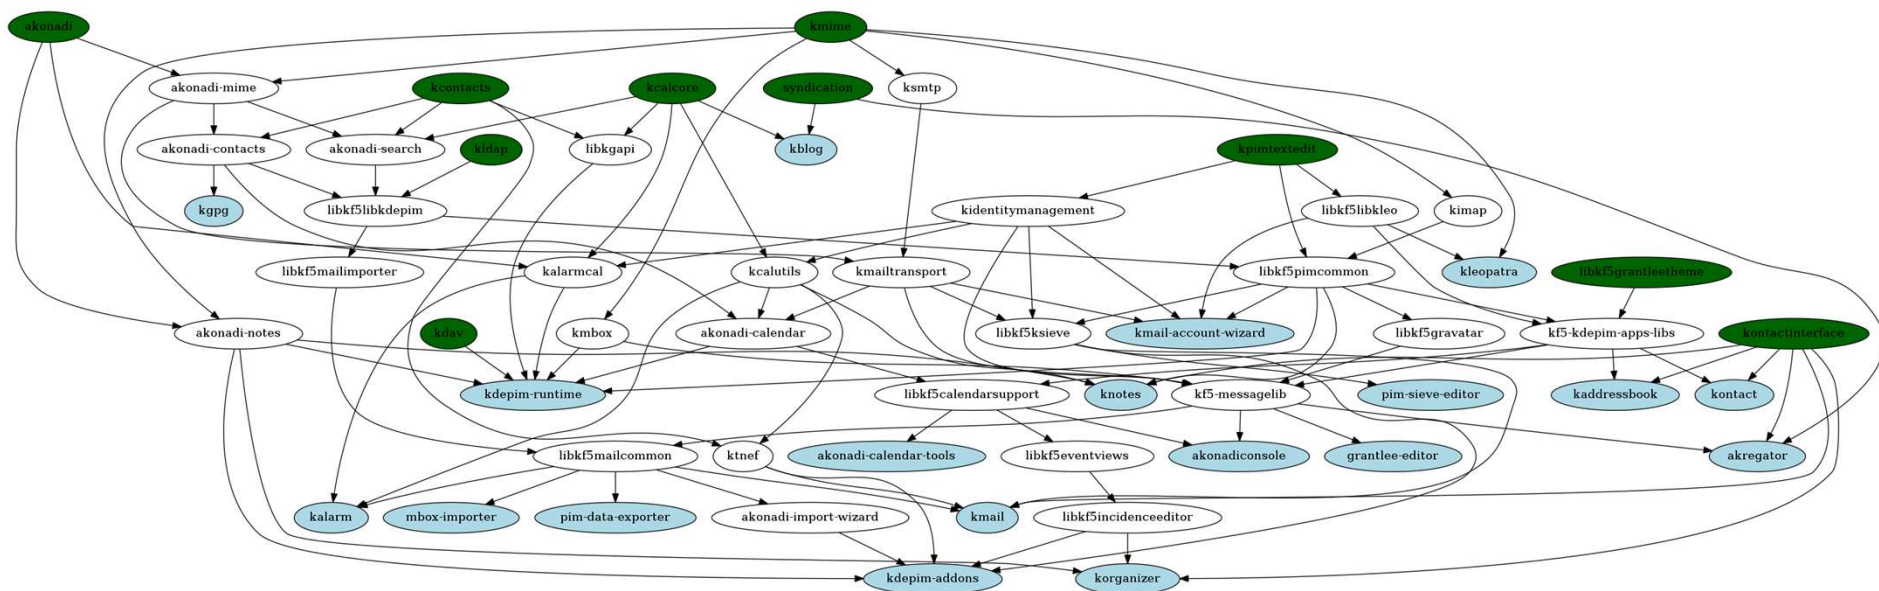 akonadi
kmime
akonadi-mime
kcontacts
kcalcore
syndication
ksmtp
akonadi-contacts
akonadi-search
kldap
libkgapi
kblog
kpimtextedit
kgpg
libkf5libkdepim
kidentitymanagement
libkf5libkleo
kimap
libkf5mailimporter
kalarmcal
kcalutils
kmailtransport
libkf5pimcommon
kleopatra
libkf5grantleetheme
akonadi-notes
kdav
kmbox
akonadi-calendar
libkf5ksieve
kmail-account-wizard
libkf5gravatar
kf5-kdepim-apps-libs
kontactinterface
kdepim-runtime
libkf5calendarsupport
knotes
kf5-messagelib
pim-sieve-editor
kaddressbook
kontact
libkf5mailcommon
ktnef
akonadi-calendar-tools
libkf5eventviews
akonadiconsole
grantlee-editor
akregator
kalarm
mbox-importer
pim-data-exporter
akonadi-import-wizard
kmail
libkf5incidenceeditor
kdepim-addons
korganizer